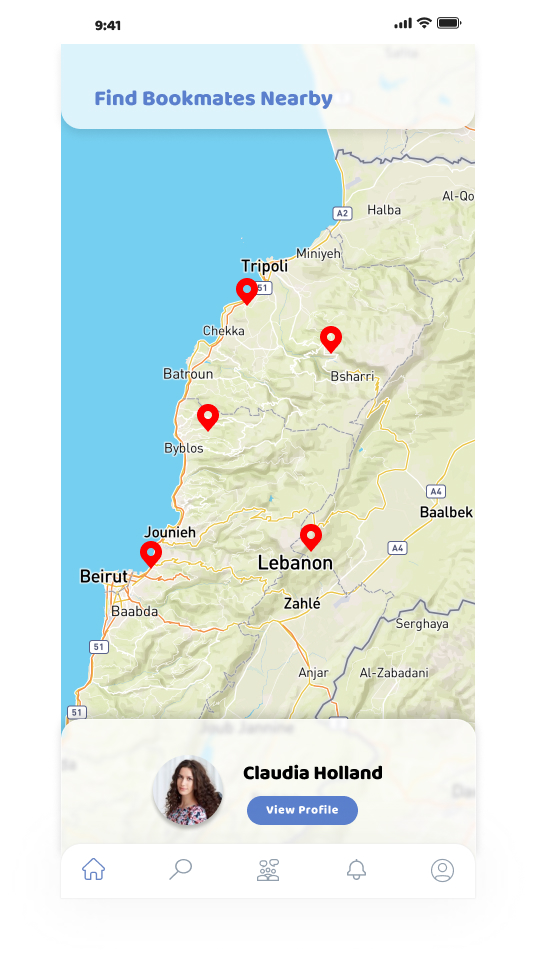 9:41
Find Bookmates Nearby
Al-Qo
Halba
A2
Miniyeh
Tripoli
51
Chekka
Batroun
Bsharri
Byblos
A4
Baalbek
Jounieh
A4
Lebanon
Beirut
Zahlé
Baabda
Serghaya
51
Anjar
Al-Zabadani
51
Claudia Holland
View Profile